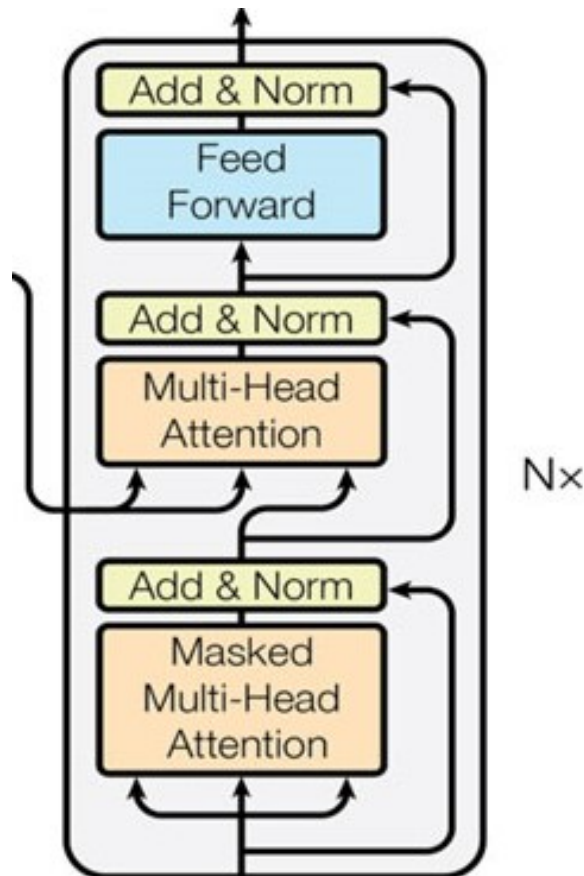 Add & Norm
Feed
Forward
Add & Norm
Multi-Head
Attention
N×
Add & Norm
Masked
Multi-Head
Attention